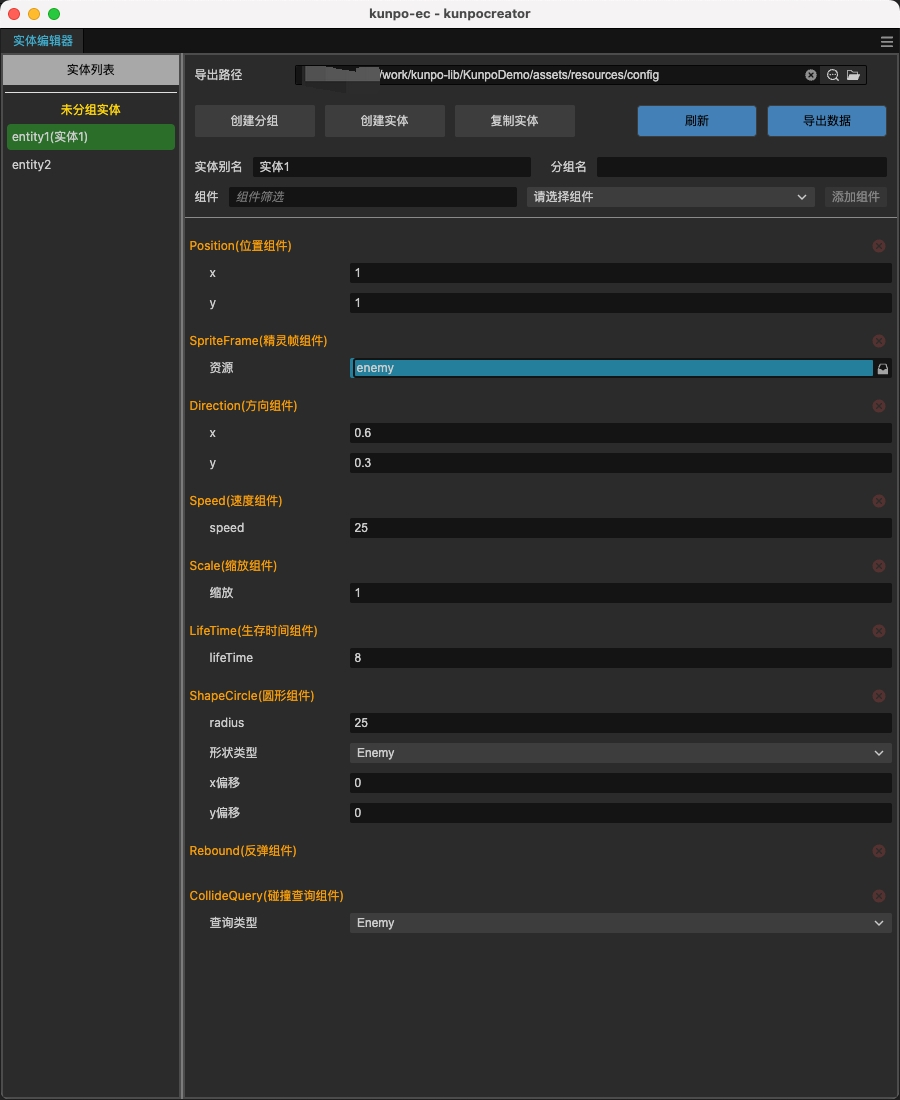 kunpo-ec - kunpocreator
实体编辑器
实体列表
未分组实体
entity1(实体1)
entity2
导出路径 /work/kunpo-lib/KunpoDemo/assets/resources/config
创建分组 创建实体 复制实体 刷新 导出数据
实体别名 实体1 分组名
组件 组件筛选 请选择组件 添加组件
Position(位置组件)
x 1
y 1
SpriteFrame(精灵帧组件)
资源 enemy
Direction(方向组件)
x 0.6
y 0.3
Speed(速度组件)
speed 25
Scale(缩放组件)
缩放 1
LifeTime(生存时间组件)
lifeTime 8
ShapeCircle(圆形组件)
radius 25
形状类型 Enemy
x偏移 0
y偏移 0
Rebound(反弹组件)
CollideQuery(碰撞查询组件)
查询类型 Enemy